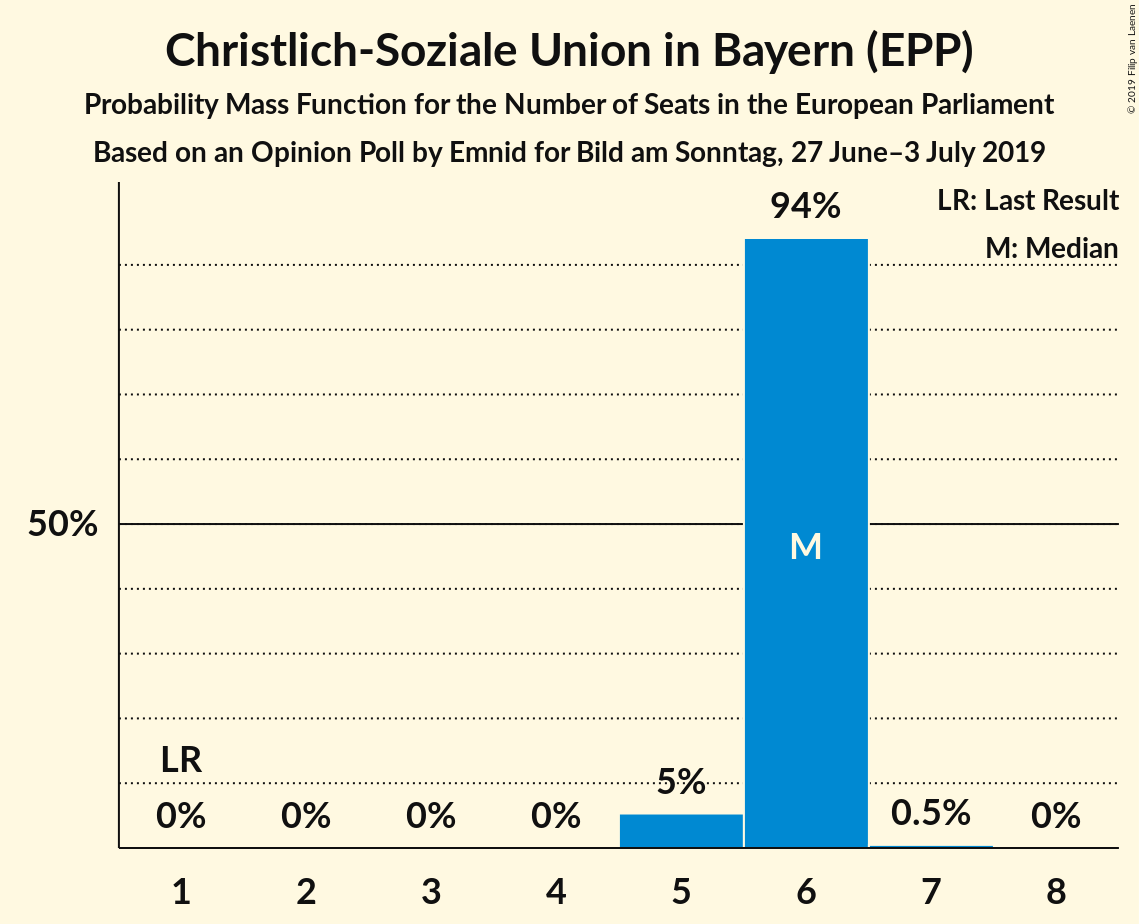 Christlich-Soziale Union in Bayern (EPP)
Probability Mass Function for the Number of Seats in the European Parliament
Based on an Opinion Poll by Emnid for Bild am Sonntag, 27 June–3 July 2019
© 2019 Filip van Laenen
LR: Last Result
M: Median
94%
50%
M
LR
0%
0%
0%
0%
5%
0.5%
0%
1
2
3
4
5
6
7
8